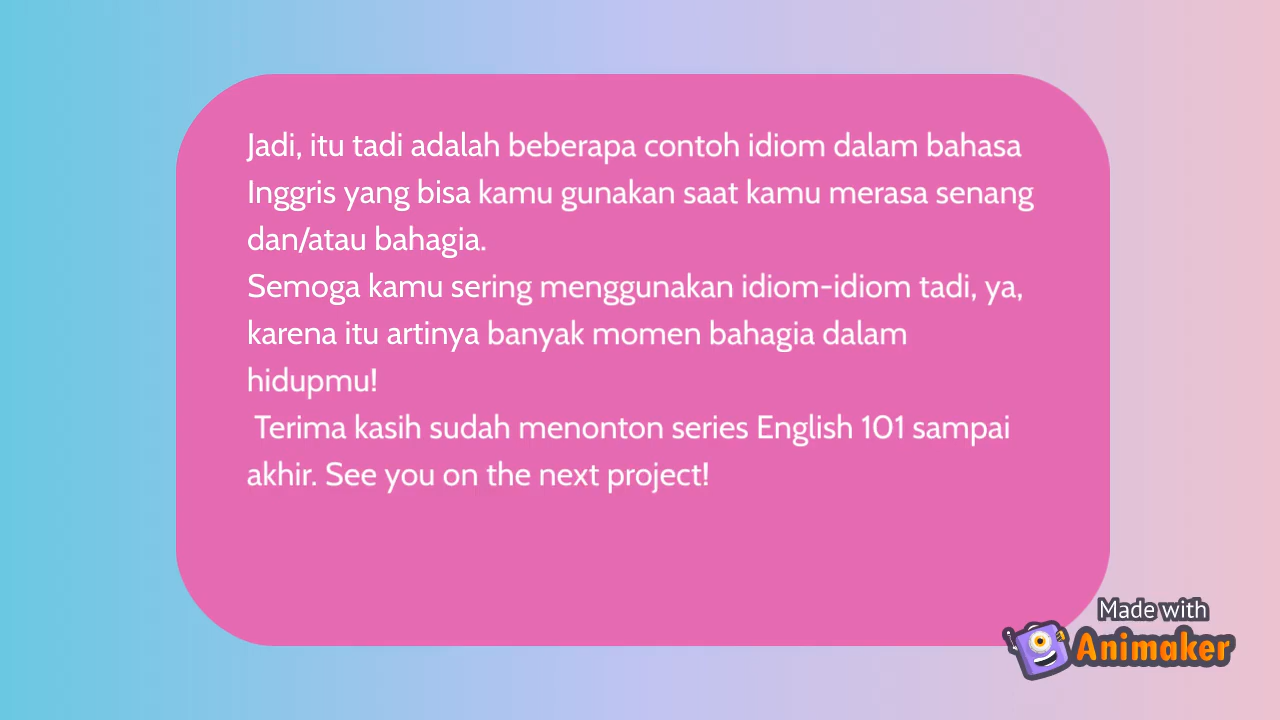 Jadi, itu tadi adalah beberapa contoh idiom dalam bahasa
Inggris yang bisa kamu gunakan saat kamu merasa senang
dan/atau bahagia.
Semoga kamu sering menggunakan idiom-idiom tadi, ya,
karena itu artinya banyak momen bahagia dalam
hidupmu!
Terima kasih sudah menonton series English 101 sampai
akhir. See you on the next project!
Made with
Animaker